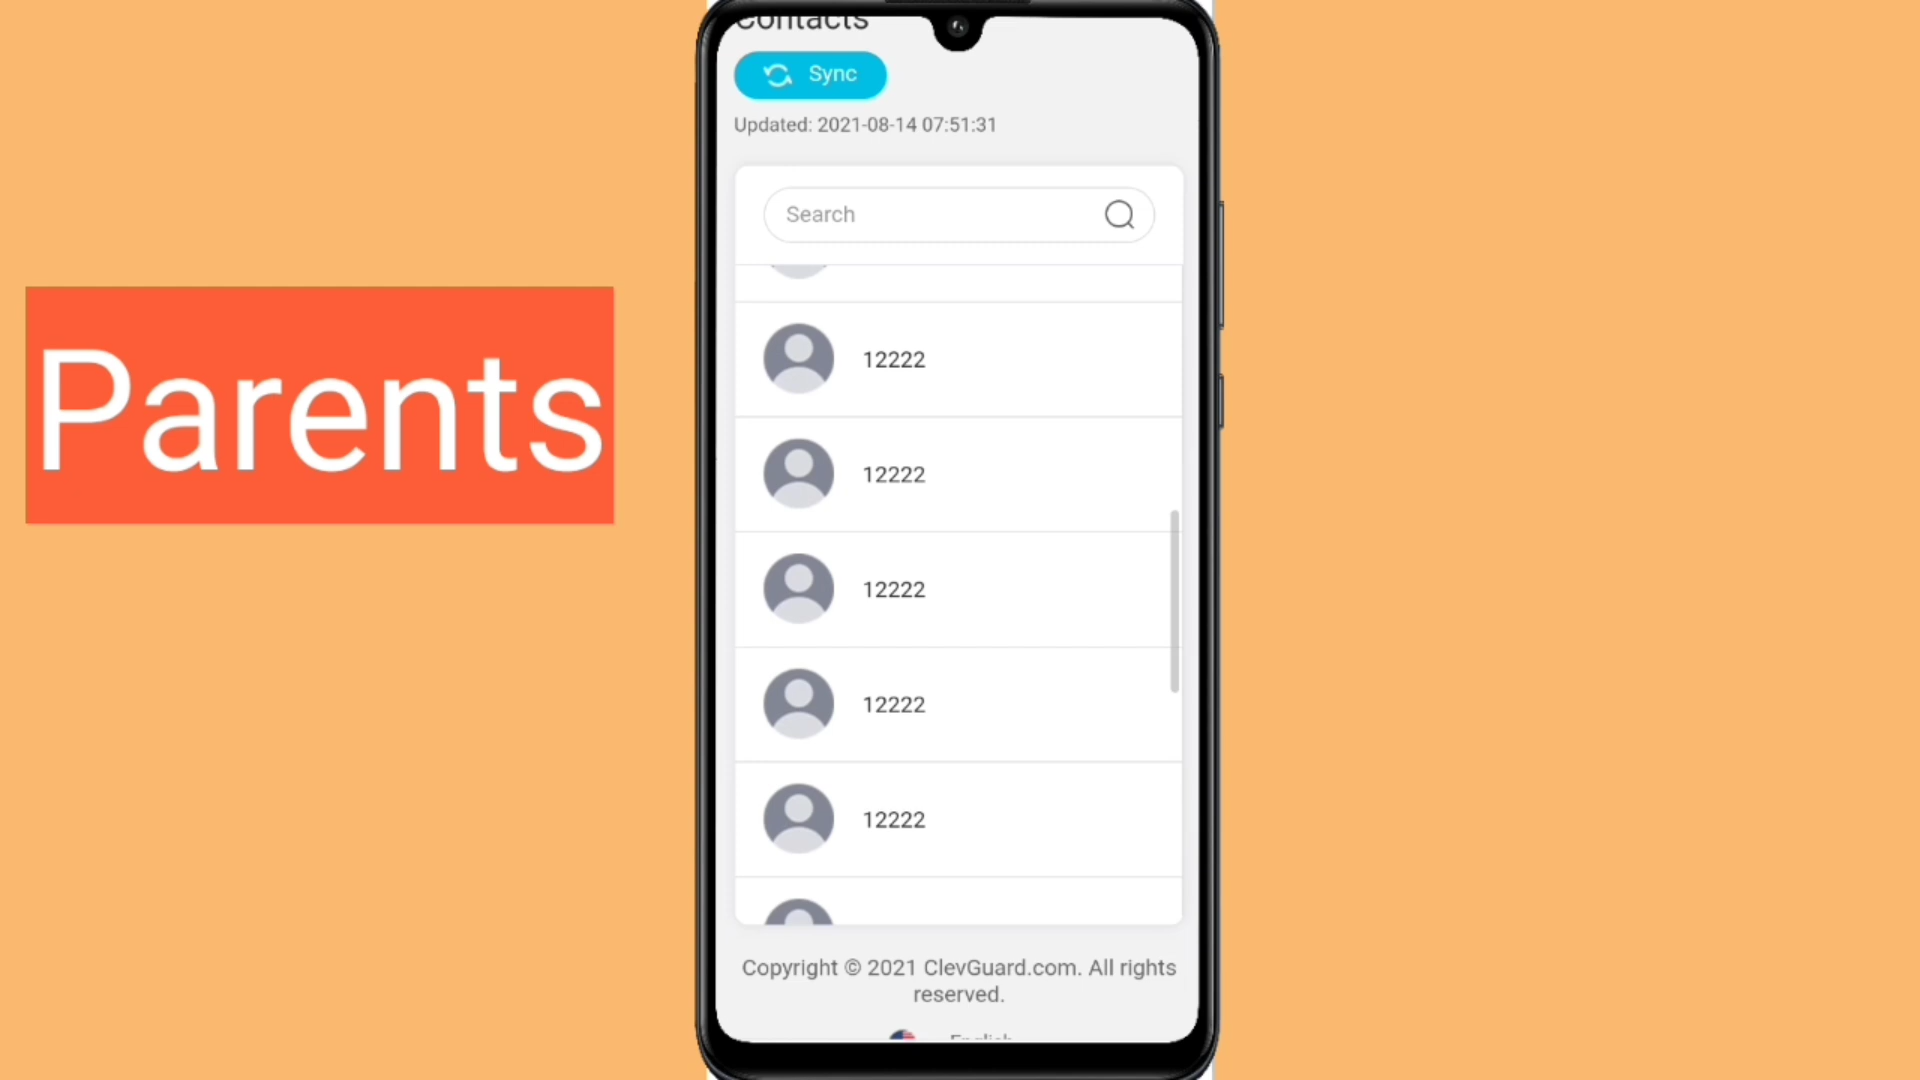 Contacts
Sync
Updated: 2021-08-14 07:51:31
Search
Parents
12222
12222
12222
12222
12222
Copyright © 2021 ClevGuard.com. All rights
reserved.
English